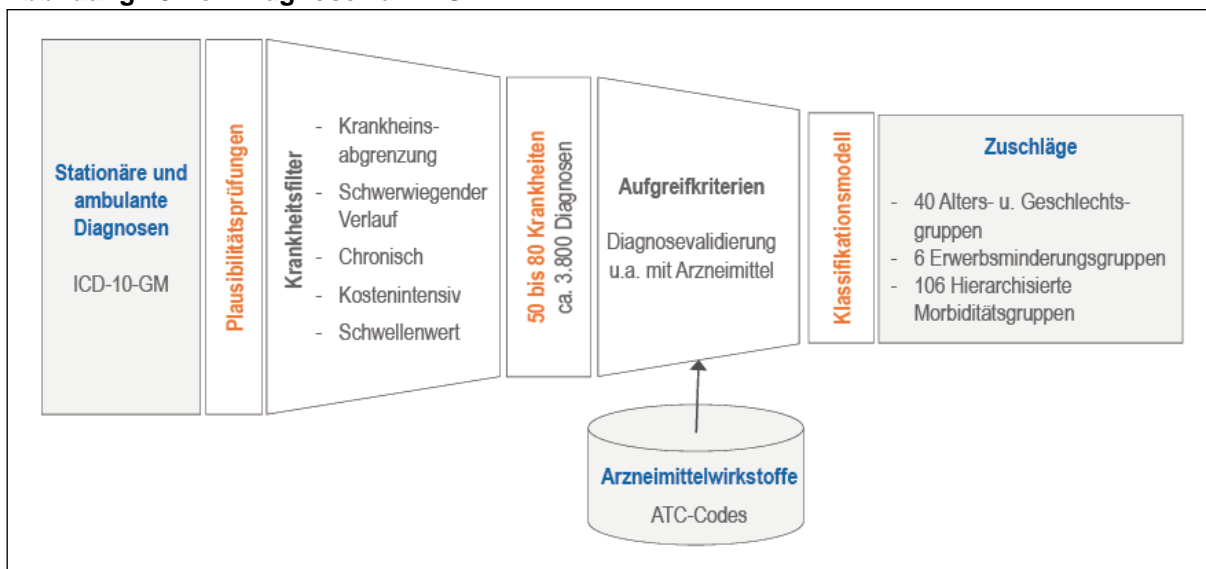 Stationäre und
ambulante
Diagnosen
ICD-10-GM
Plausibilitätsprüfungen
Krankheitsfilter
- Krankheins-
abgrenzung
- Schwerwiegender
Verlauf
- Chronisch
- Kostenintensiv
- Schwellenwert
50 bis 80 Krankheiten
ca. 3.800 Diagnosen
Aufgreifkriterien
Diagnosevalidierung
u.a. mit Arzneimittel
Klassifikationsmodell
Zuschläge
- 40 Alters- u. Geschlechts-
gruppen
- 6 Erwerbsminderungsgruppen
- 106 Hierarchisierte
Morbiditätsgruppen
Arzneimittelwirkstoffe
ATC-Codes